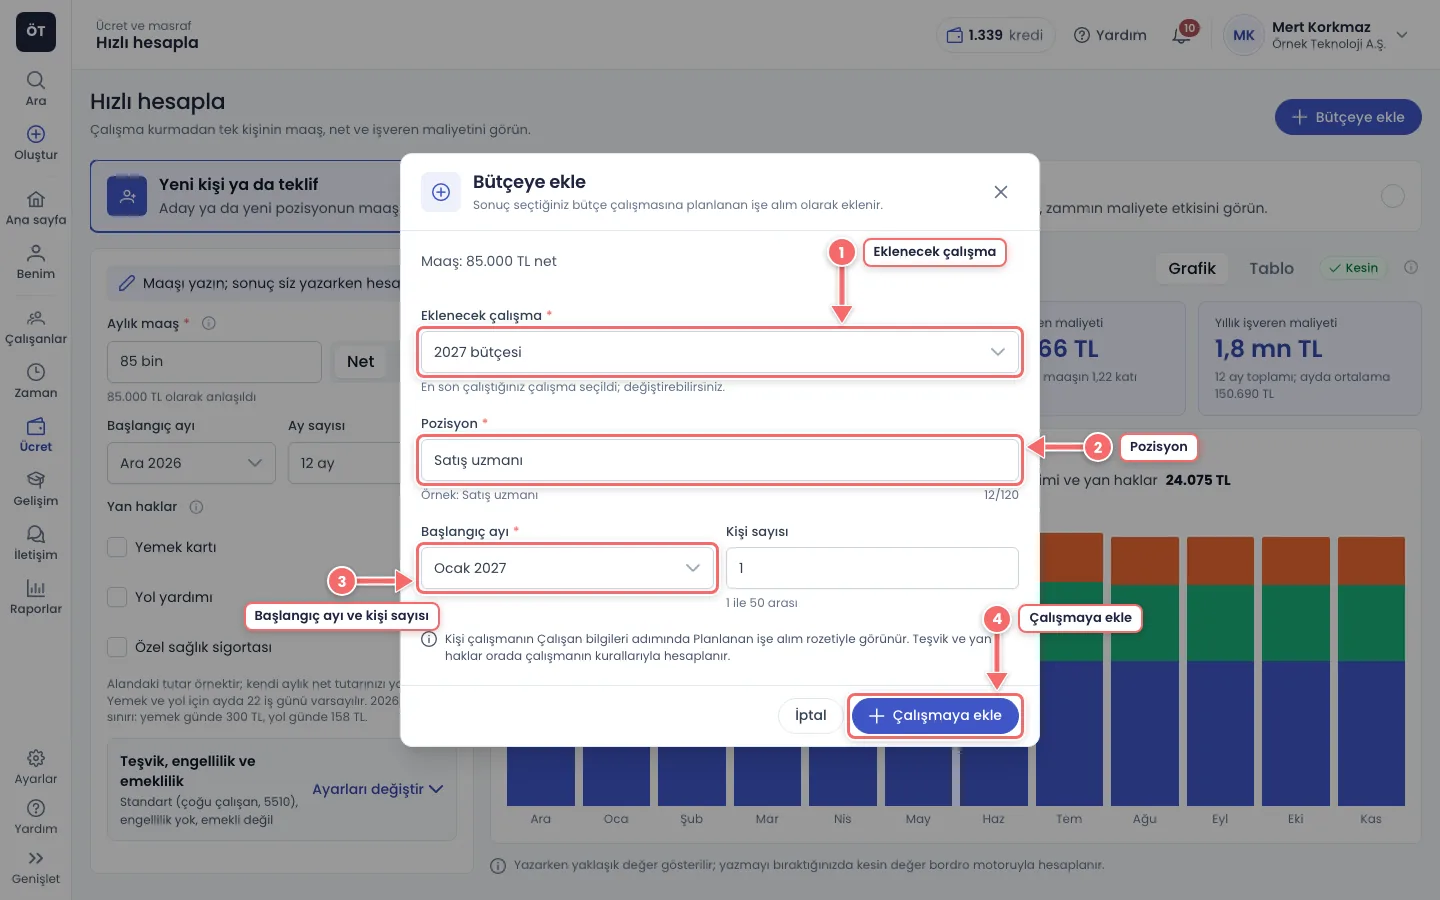 ÖT
Ara
Oluştur
Ana sayfa
Benim
Çalışanlar
Zaman
Ücret
Gelişim
İletişim
Raporlar
Ayarlar
Yardım
Genişlet
Ücret ve masraf
Hızlı hesapla
1.339 kredi
Yardım
10
MK
Mert Korkmaz
Örnek Teknoloji A.Ş.
Hızlı hesapla
Çalışma kurmadan tek kişinin maaş, net ve işveren maliyetini görün.
Bütçeye ekle
Yeni kişi ya da teklif
Aday ya da yeni pozisyonun maaş
, zammın maliyete etkisini görün.
Maaşı yazın; sonuç siz yazarken hesa
Aylık maaş *
85 bin
Net
85.000 TL olarak anlaşıldı
Başlangıç ayı
Ay sayısı
Ara 2026
12 ay
Yan haklar
Yemek kartı
Yol yardımı
Özel sağlık sigortası
Alandaki tutar örnektir; kendi aylık net tutarınızı
Yemek ve yol için ayda 22 iş günü varsayılır. 2026
sınırı: yemek günde 300 TL, yol günde 158 TL.
Teşvik, engellilik ve
emeklilik
Standart (çoğu çalışan, 5510),
engellilik yok, emekli değil
Ayarları değiştir
Grafik
Tablo
Kesin
en maliyeti
66 TL
maaşın 1,22 katı
Yıllık işveren maliyeti
1,8 mn TL
12 ay toplamı; ayda ortalama
150.690 TL
imi ve yan haklar 24.075 TL
Ara Oca Şub Mar Nis May Haz Tem Ağu Eyl Eki Kas
Yazarken yaklaşık değer gösterilir; yazmayı bıraktığınızda kesin değer bordro motoruyla hesaplanır.
Bütçeye ekle
Sonuç seçtiğiniz bütçe çalışmasına planlanan işe alım olarak eklenir.
Maaş: 85.000 TL net
1
Eklenecek çalışma
Eklenecek çalışma *
2027 bütçesi
En son çalıştığınız çalışma seçildi; değiştirebilirsiniz.
Pozisyon *
Satış uzmanı
2
Pozisyon
Örnek: Satış uzmanı
12/120
Başlangıç ayı *
Kişi sayısı
Ocak 2027
1
3
Başlangıç ayı ve kişi sayısı
1 ile 50 arası
4
Çalışmaya ekle
Kişi çalışmanın Çalışan bilgileri adımında Planlanan işe alım rozetiyle görünür. Teşvik ve yan
haklar orada çalışmanın kurallarıyla hesaplanır.
İptal
Çalışmaya ekle